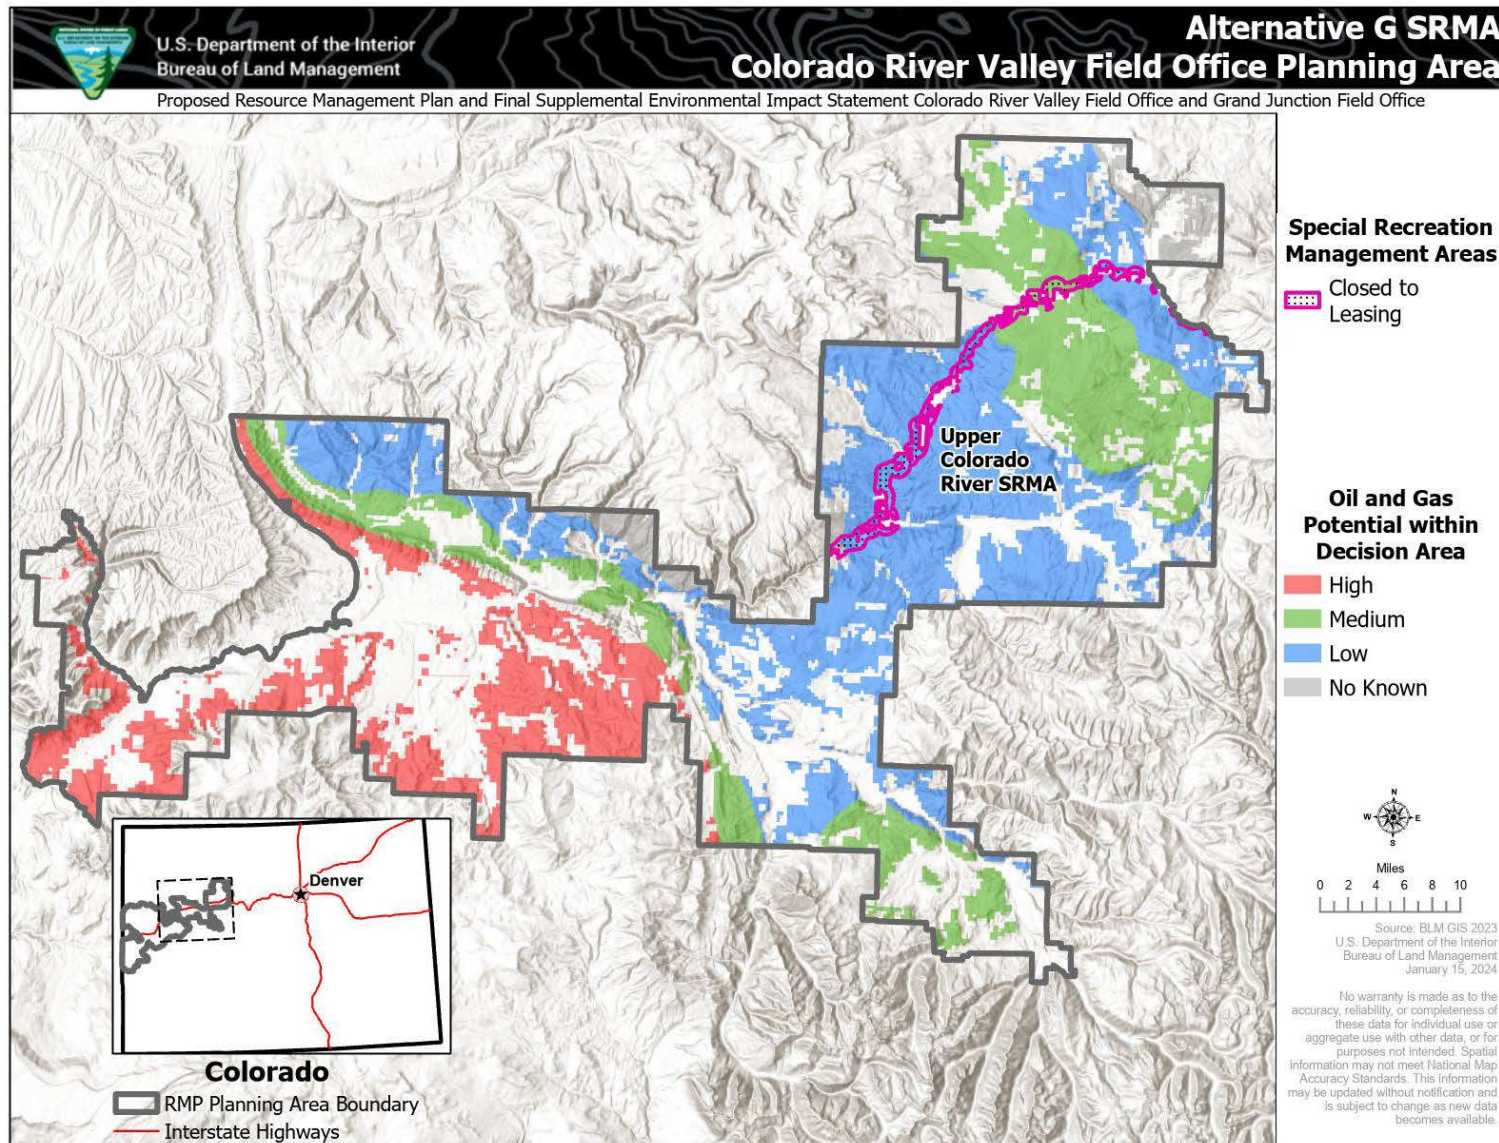 U.S. Department of the Interior
Bureau of Land Management
Alternative G SRMA
Colorado River Valley Field Office Planning Area
Proposed Resource Management Plan and Final Supplemental Environmental Impact Statement Colorado River Valley Field Office and Grand Junction Field Office
Upper
Colorado
River SRMA
Special Recreation
Management Areas
Closed to
Leasing
Oil and Gas
Potential within
Decision Area
High
Medium
Low
No Known
N
W E
S
Miles
0 2 4 6 8 10
Source: BLM GIS 2023
U.S. Department of the Interior
Bureau of Land Management
January 15, 2024
No warranty is made as to the
accuracy, reliability, or completeness of
these data for individual use or
aggregate use with other data, or for
purposes not intended. Spatial
information may not meet National Map
Accuracy Standards. This information
may be updated without notification and
is subject to change as new data
becomes available.
Denver
Colorado
RMP Planning Area Boundary
Interstate Highways